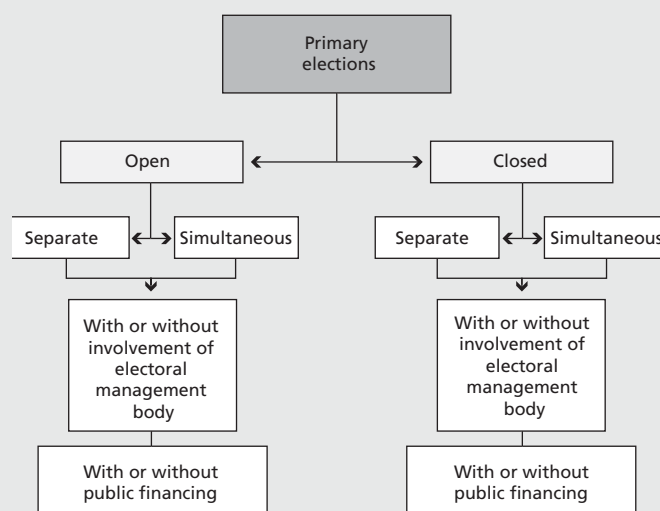 Primary
elections
Open
Closed
Separate
Simultaneous
Separate
Simultaneous
With or without
involvement of
electoral
management
body
With or without
involvement of
electoral
management
body
With or without
public financing
With or without
public financing